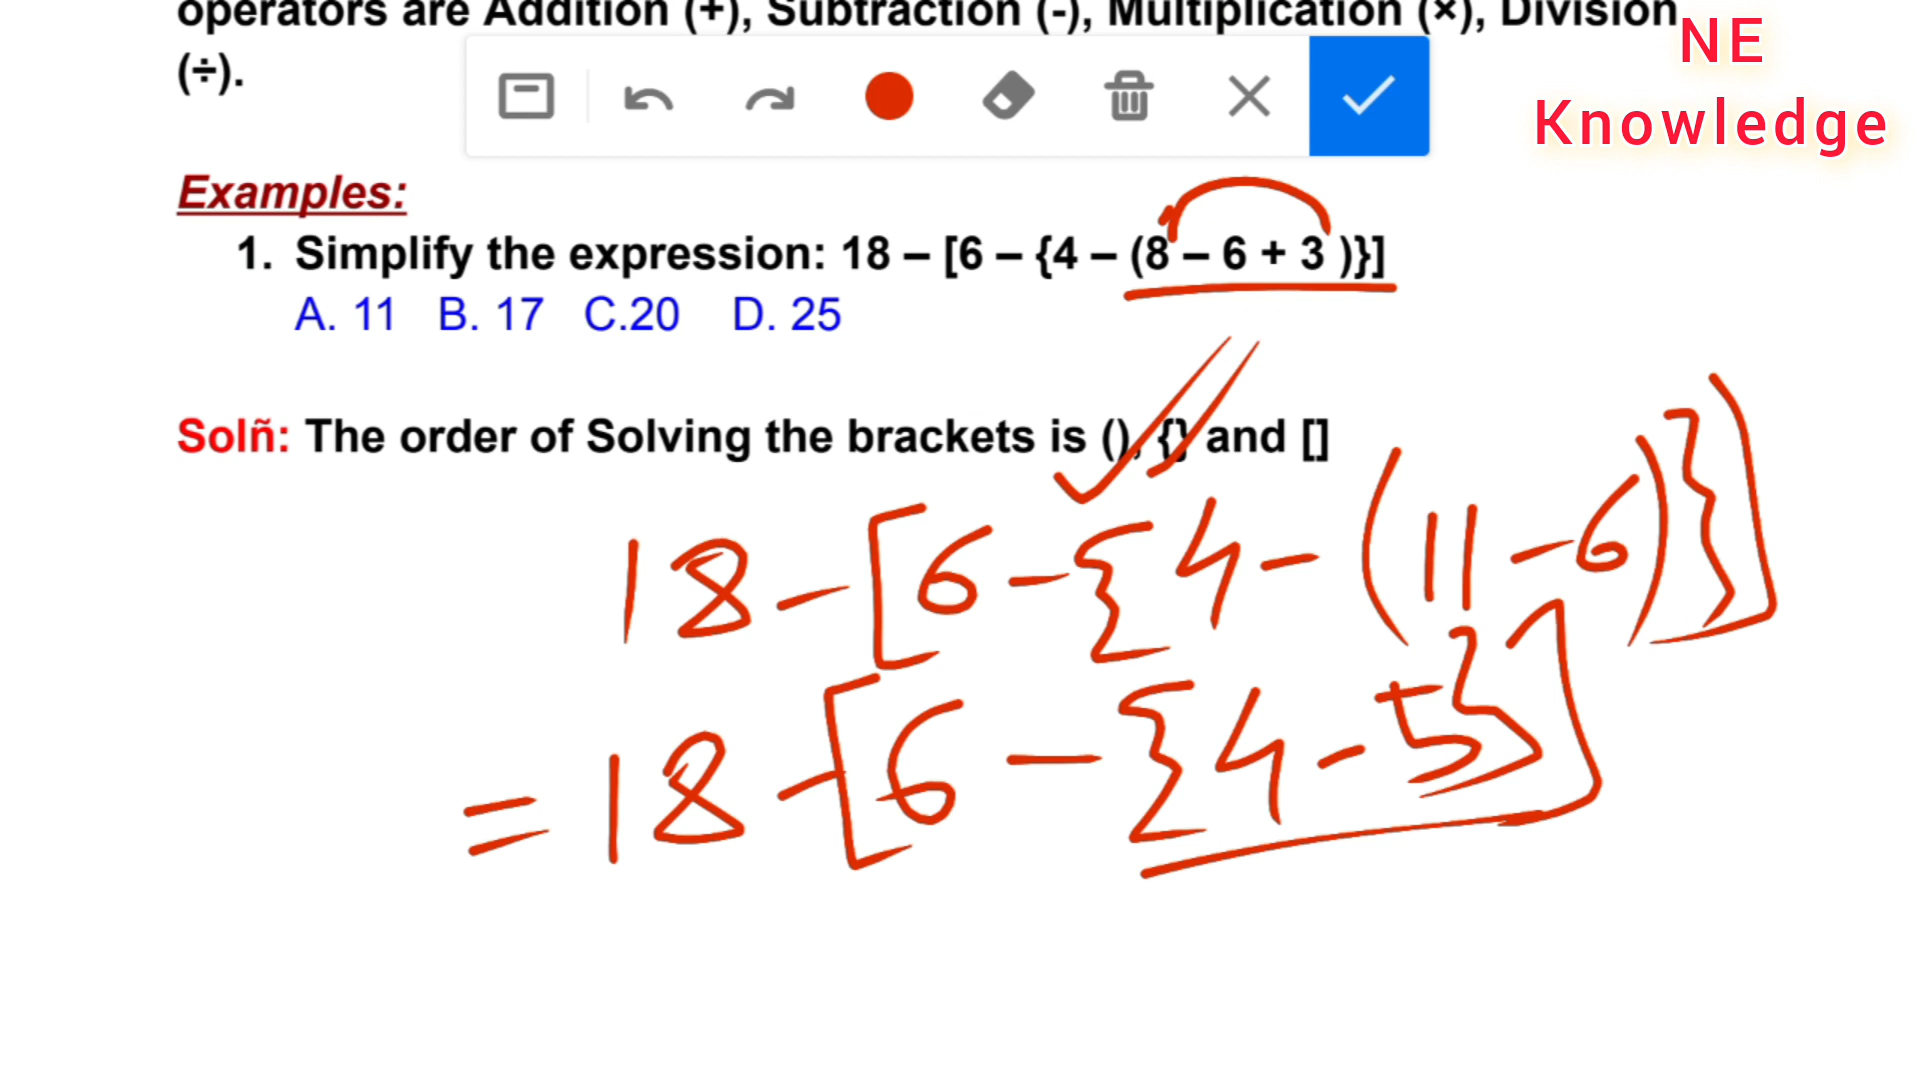 operators are Addition (+), Subtraction (-), Multiplication (×), Division
(÷).
NE
Knowledge
Examples:
1. Simplify the expression: 18 – [6 – {4 – (8 – 6 + 3 )}]
A. 11 B. 17 C.20 D. 25
Solñ: The order of Solving the brackets is (), {} and []
18 - [6 - {4 - (11 - 6)}]
= 18 - [6 - {4 - 5}]